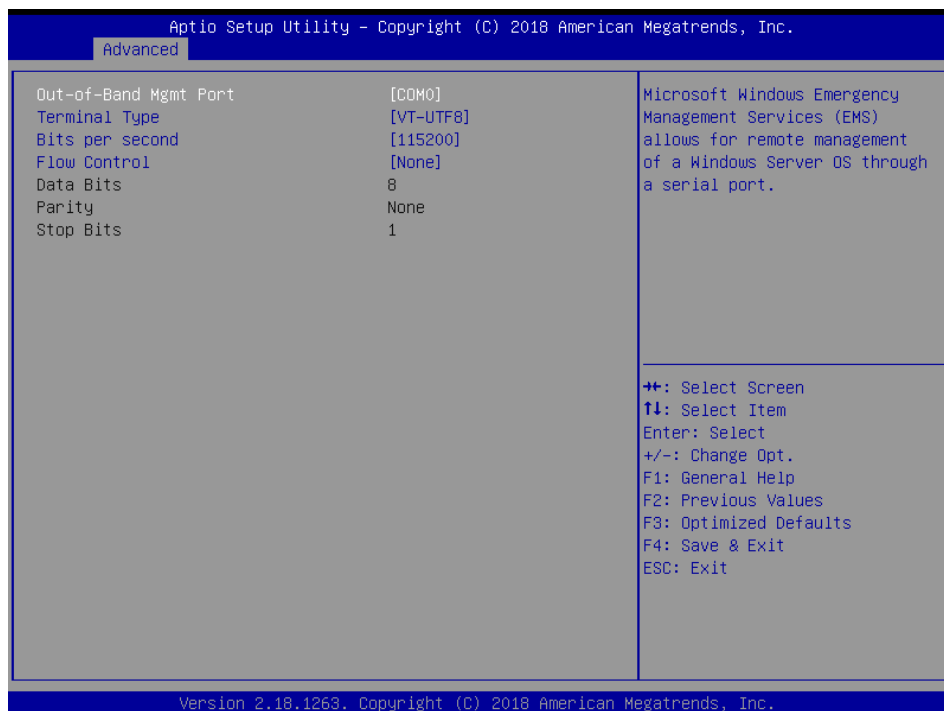 Aptio Setup Utility – Copyright (C) 2018 American Megatrends, Inc.
Advanced
Out-of-Band Mgmt Port [COM0]
Terminal Type [VT-UTF8]
Bits per second [115200]
Flow Control [None]
Data Bits 8
Parity None
Stop Bits 1
Microsoft Windows Emergency
Management Services (EMS)
allows for remote management
of a Windows Server OS through
a serial port.
→←: Select Screen
↑↓: Select Item
Enter: Select
+/-: Change Opt.
F1: General Help
F2: Previous Values
F3: Optimized Defaults
F4: Save & Exit
ESC: Exit
Version 2.18.1263. Copyright (C) 2018 American Megatrends, Inc.